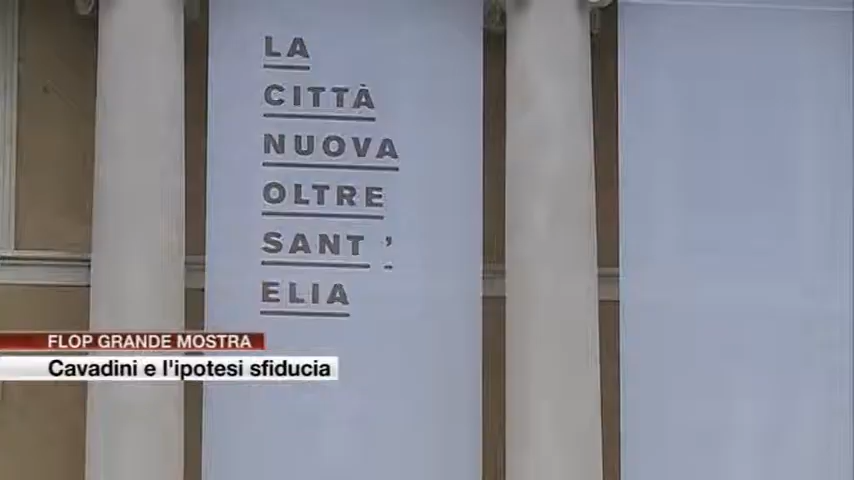 LA
CITTÀ
NUOVA
OLTRE
SANT'
ELIA
FLOP GRANDE MOSTRA
Cavadini e l'ipotesi sfiducia